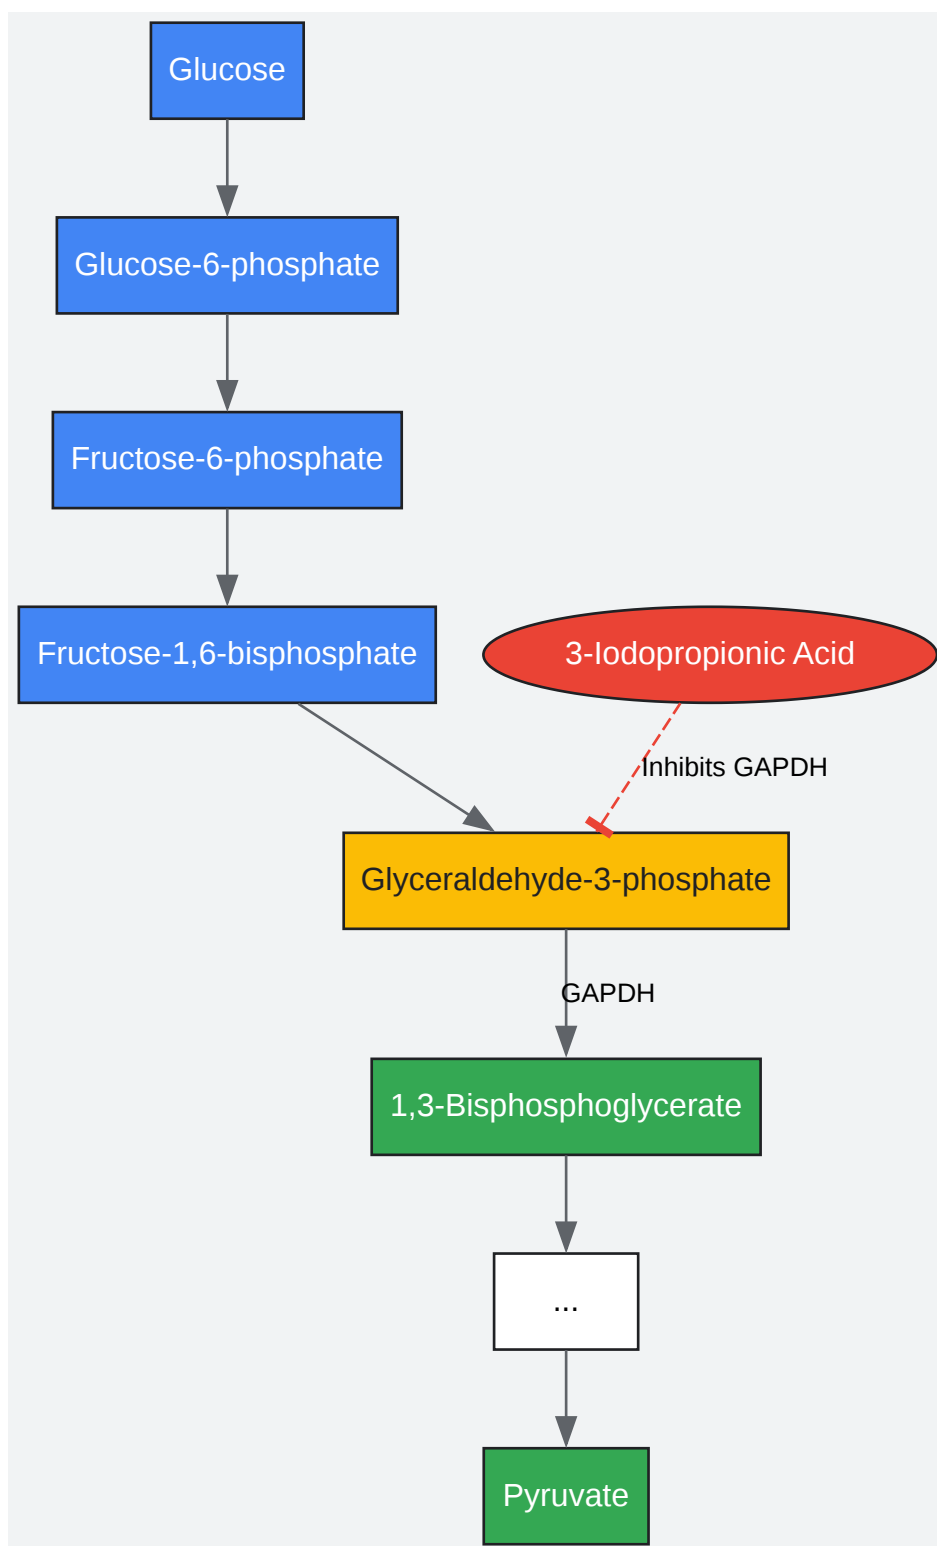 Glucose
Glucose-6-phosphate
Fructose-6-phosphate
Fructose-1,6-bisphosphate
3-Iodopropionic Acid
Inhibits GAPDH
Glyceraldehyde-3-phosphate
GAPDH
1,3-Bisphosphoglycerate
...
Pyruvate